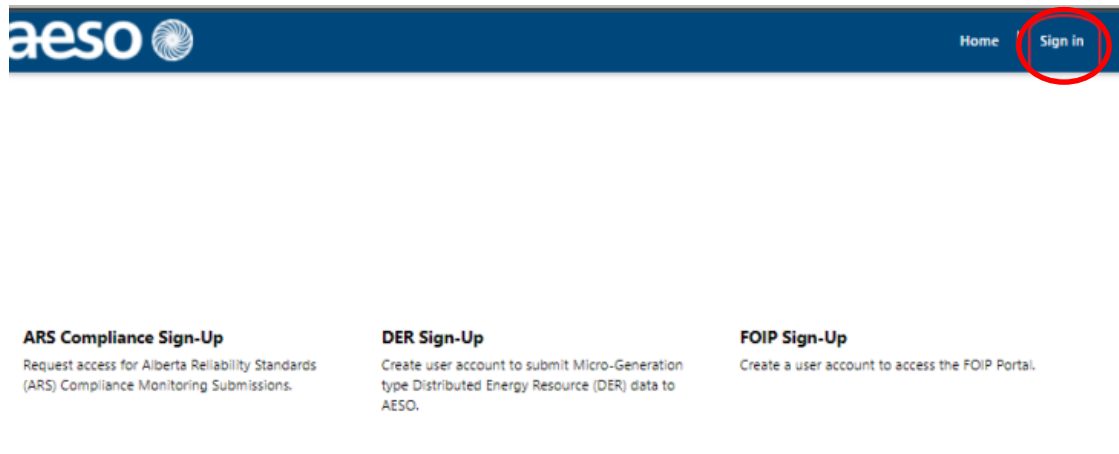 aeso
Home | Sign in
ARS Compliance Sign-Up
Request access for Alberta Reliability Standards
(ARS) Compliance Monitoring Submissions.
DER Sign-Up
Create user account to submit Micro-Generation
type Distributed Energy Resource (DER) data to
AESO.
FOIP Sign-Up
Create a user account to access the FOIP Portal.